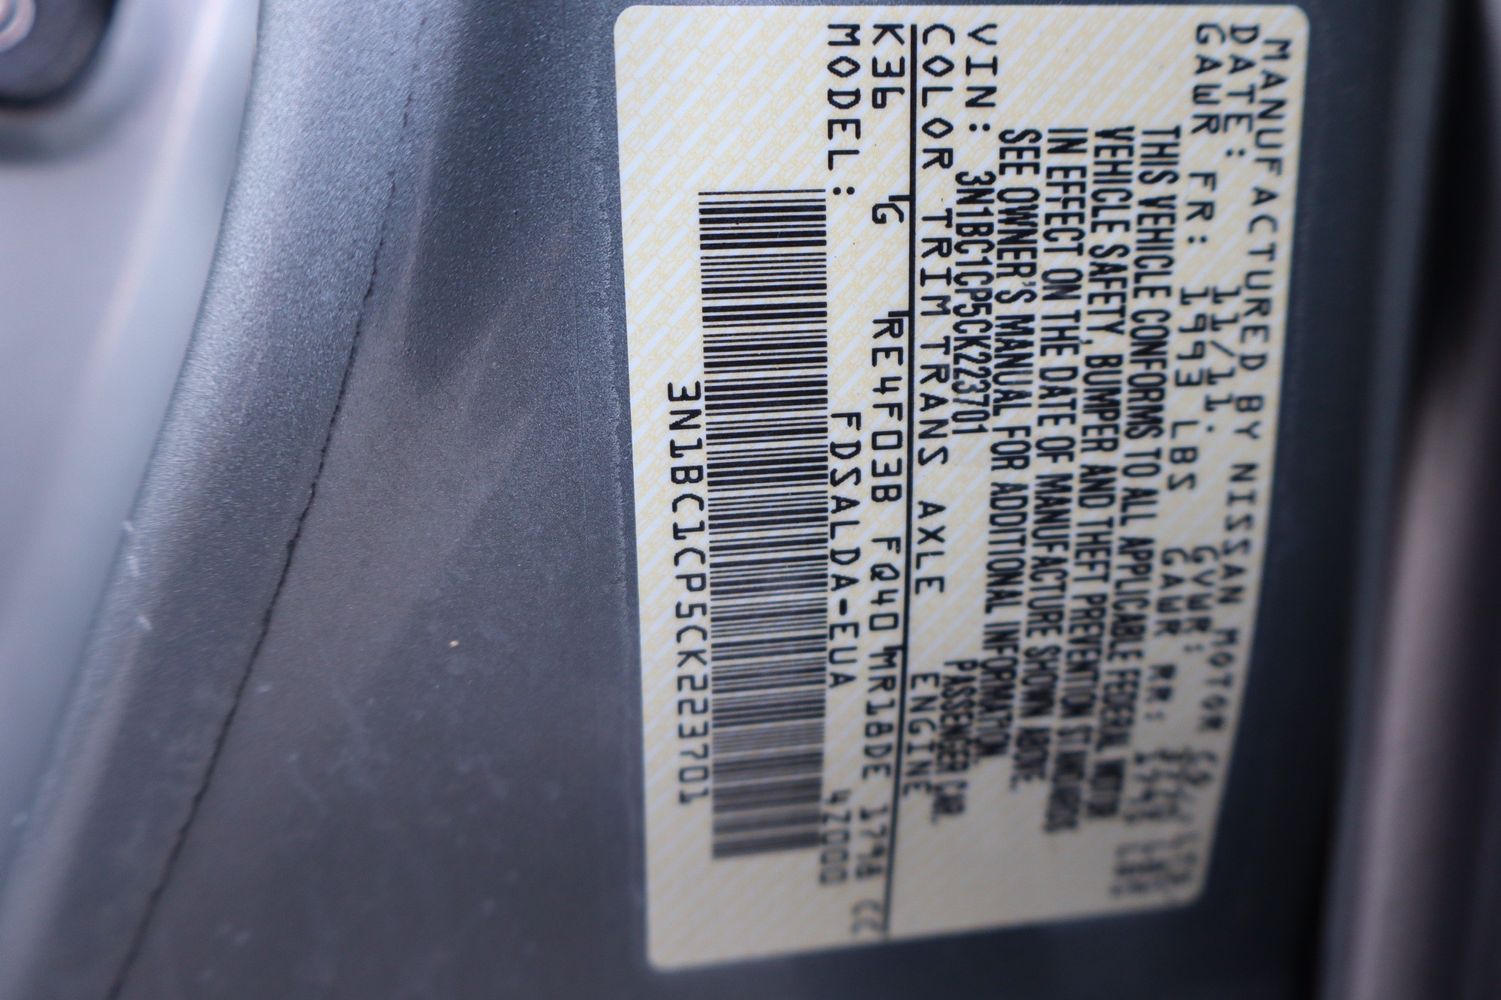 MANUFACTURED BY NISSAN MOTOR
DATE: 11/11. GVWR:
GAWR FR: 1993 LBS GAWR RR:
THIS VEHICLE CONFORMS TO ALL APPLICABLE FEDERAL MOTOR
VEHICLE SAFETY, BUMPER AND THEFT PREVENTION STANDARDS
IN EFFECT ON THE DATE OF MANUFACTURE SHOWN ABOVE.
SEE OWNER'S MANUAL FOR ADDITIONAL INFORMATION.
VIN: 3N1BC1CP5CK223701 PASSENGER CAR.
COLOR TRIM TRANS AXLE ENGINE
K36 G RE4F03B FQ40 MR18DE 1798 CC
MODEL: FDSALDA-EUA 4Z000
3N1BC1CP5CK223701